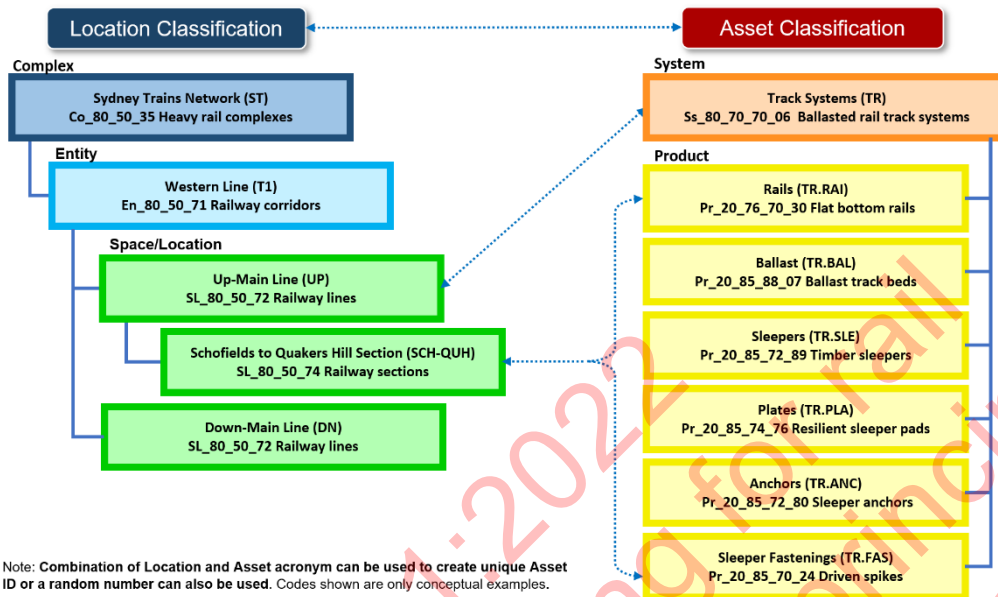 Location Classification
Asset Classification
Complex
Sydney Trains Network (ST)
Co_80_50_35 Heavy rail complexes
Entity
Western Line (T1)
En_80_50_71 Railway corridors
Space/Location
Up-Main Line (UP)
SL_80_50_72 Railway lines
Schofields to Quakers Hill Section (SCH-QUH)
SL_80_50_74 Railway sections
Down-Main Line (DN)
SL_80_50_72 Railway lines
System
Track Systems (TR)
Ss_80_70_70_06 Ballasted rail track systems
Product
Rails (TR.RAI)
Pr_20_76_70_30 Flat bottom rails
Ballast (TR.BAL)
Pr_20_85_88_07 Ballast track beds
Sleepers (TR.SLE)
Pr_20_85_72_89 Timber sleepers
Plates (TR.PLA)
Pr_20_85_74_76 Resilient sleeper pads
Anchors (TR.ANC)
Pr_20_85_72_80 Sleeper anchors
Sleeper Fastenings (TR.FAS)
Pr_20_85_70_24 Driven spikes
Note: Combination of Location and Asset acronym can be used to create unique Asset
ID or a random number can also be used. Codes shown are only conceptual examples.
1:2022
for rail